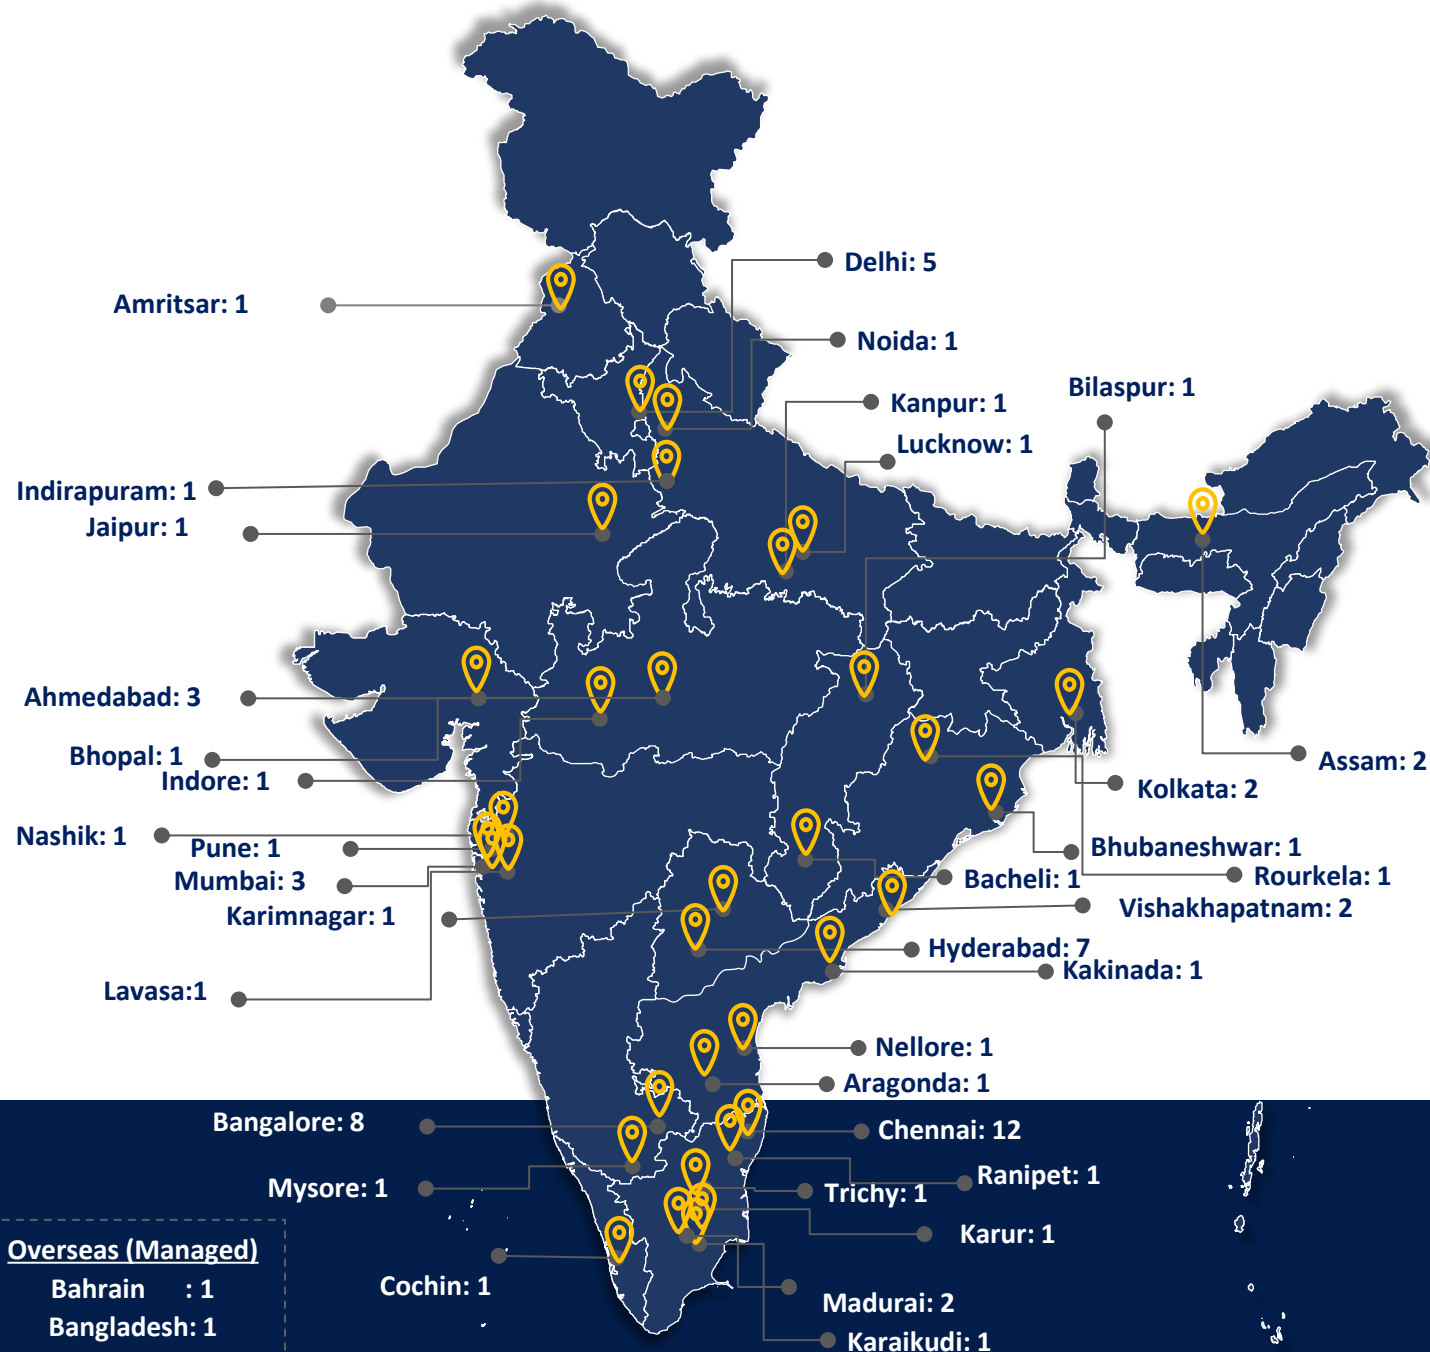 Delhi: 5
Amritsar: 1
Noida: 1
Bilaspur: 1
Kanpur: 1
Lucknow: 1
Indirapuram: 1
Jaipur: 1
Ahmedabad: 3
Bhopal: 1
Indore: 1
Assam: 2
Kolkata: 2
Nashik: 1
Pune: 1
Mumbai: 3
Bhubaneshwar: 1
Bacheli: 1
Rourkela: 1
Karimnagar: 1
Vishakhapatnam: 2
Hyderabad: 7
Kakinada: 1
Lavasa:1
Nellore: 1
Aragonda: 1
Bangalore: 8
Chennai: 12
Ranipet: 1
Mysore: 1
Trichy: 1
Karur: 1
Overseas (Managed)
Bahrain : 1
Bangladesh: 1
Cochin: 1
Madurai: 2
Karaikudi: 1